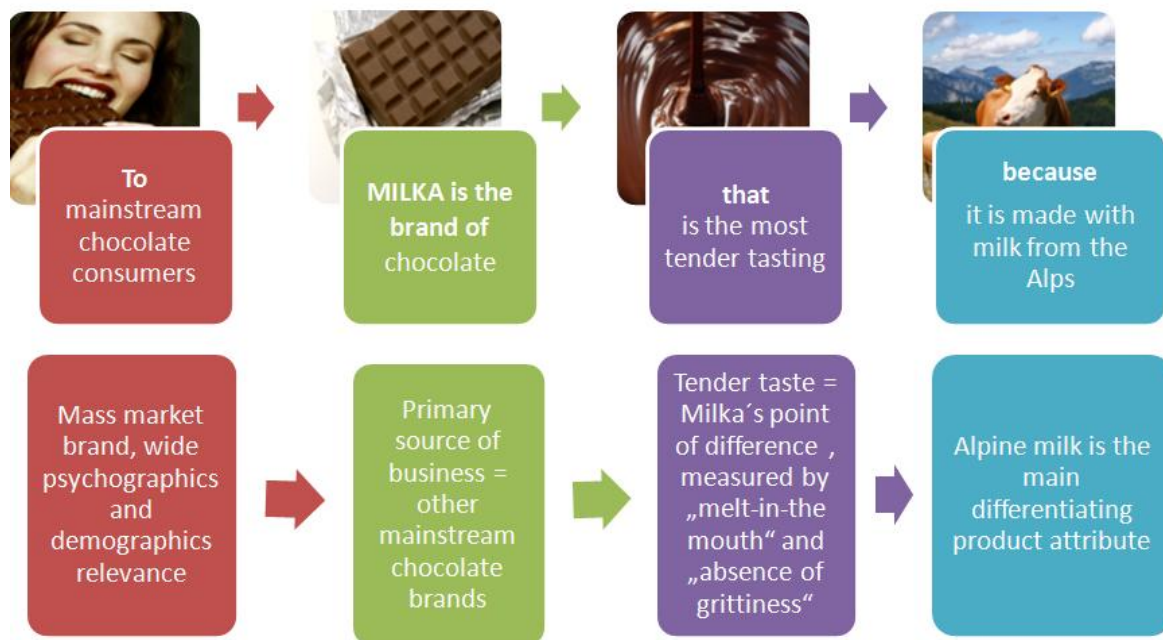 To
mainstream
chocolate
consumers
MILKA is the
brand of
chocolate
that
is the most
tender tasting
because
it is made with
milk from the
Alps
Mass market
brand, wide
psychographics
and
demographics
relevance
Primary
source of
business =
other
mainstream
chocolate
brands
Tender taste =
Milka´s point
of difference ,
measured by
„melt-in-the
mouth“ and
„absence of
grittiness“
Alpine milk is the
main
differentiating
product attribute